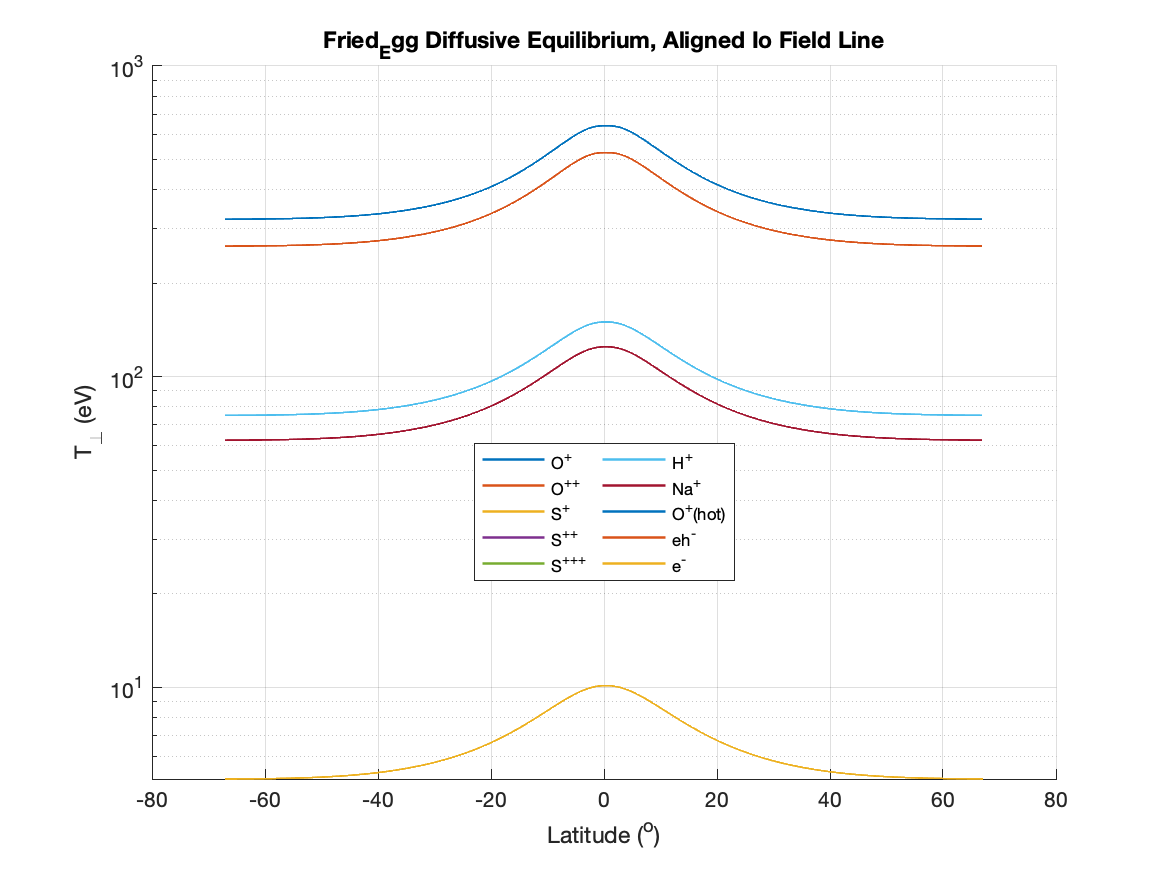 Fried_Egg Diffusive Equilibrium, Aligned Io Field Line
10^3
10^2
10^1
T_⊥ (eV)
O^+
H^+
O^++
Na^+
S^+
O^+(hot)
S^++
eh^-
S^+++
e^-
-80 -60 -40 -20 0 20 40 60 80
Latitude (^o)